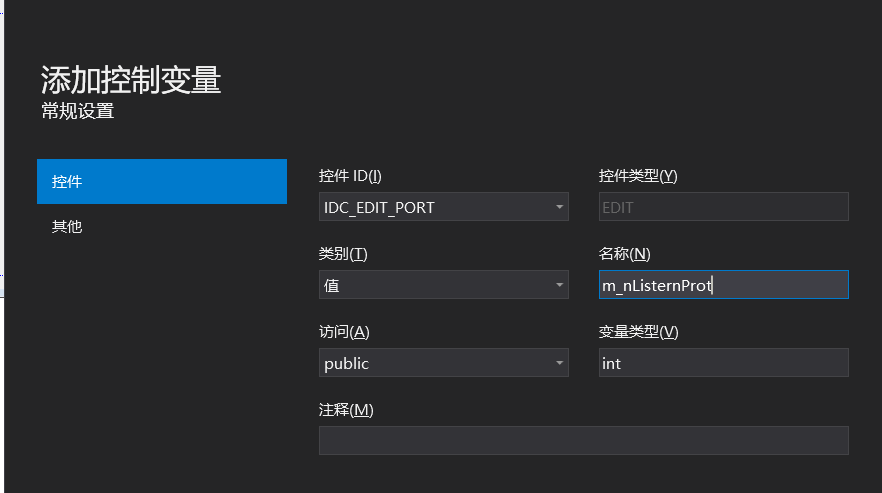 添加控制变量
常规设置
控件
其他
控件 ID(I)
控件类型(Y)
IDC_EDIT_PORT
EDIT
类别(T)
名称(N)
值
m_nListernProt
访问(A)
变量类型(V)
public
int
注释(M)